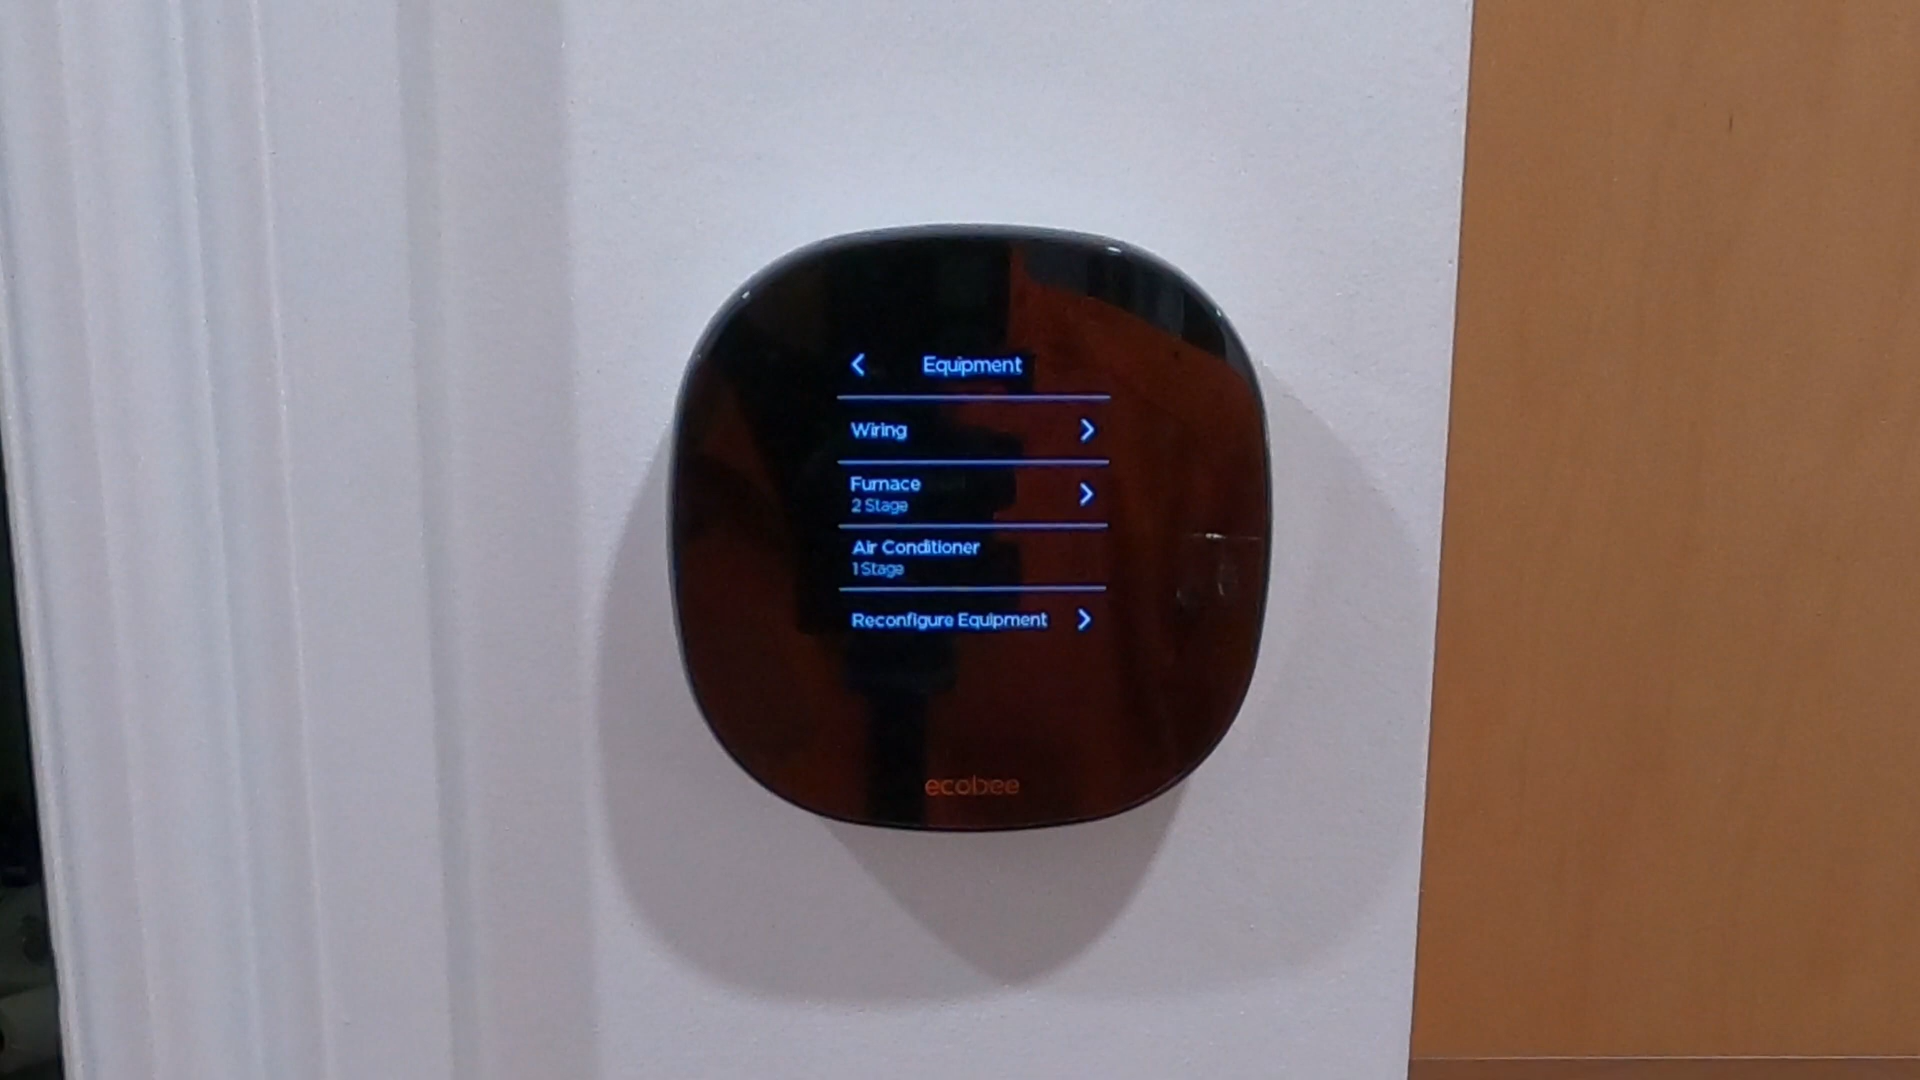 Equipment
Wiring
Furnace
2 Stage
Air Conditioner
1 Stage
Reconfigure Equipment
ecobee